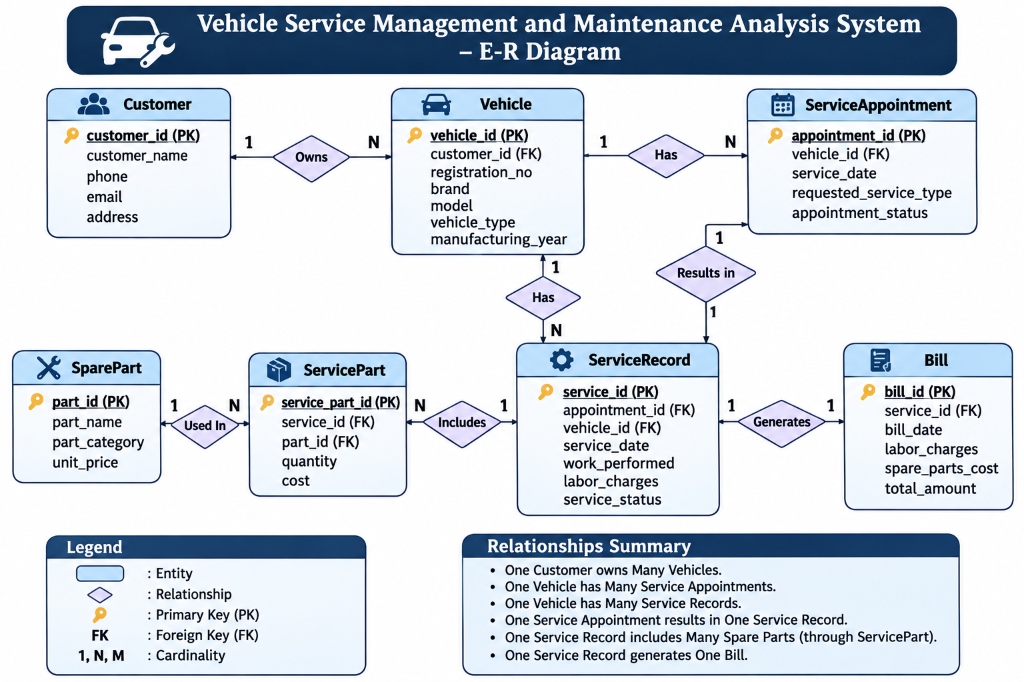 Vehicle Service Management and Maintenance Analysis System
– E-R Diagram
Customer
customer_id (PK)
customer_name
phone
email
address
1
Owns
N
Vehicle
vehicle_id (PK)
customer_id (FK)
registration_no
brand
model
vehicle_type
manufacturing_year
1
Has
N
ServiceAppointment
appointment_id (PK)
vehicle_id (FK)
service_date
requested_service_type
appointment_status
1
Has
N
1
Results in
1
SparePart
part_id (PK)
part_name
part_category
unit_price
1
Used In
N
ServicePart
service_part_id (PK)
service_id (FK)
part_id (FK)
quantity
cost
N
Includes
1
ServiceRecord
service_id (PK)
appointment_id (FK)
vehicle_id (FK)
service_date
work_performed
labor_charges
service_status
1
Generates
1
Bill
bill_id (PK)
service_id (FK)
bill_date
labor_charges
spare_parts_cost
total_amount
Legend
: Entity
: Relationship
: Primary Key (PK)
FK : Foreign Key (FK)
1, N, M : Cardinality
Relationships Summary
• One Customer owns Many Vehicles.
• One Vehicle has Many Service Appointments.
• One Vehicle has Many Service Records.
• One Service Appointment results in One Service Record.
• One Service Record includes Many Spare Parts (through ServicePart).
• One Service Record generates One Bill.